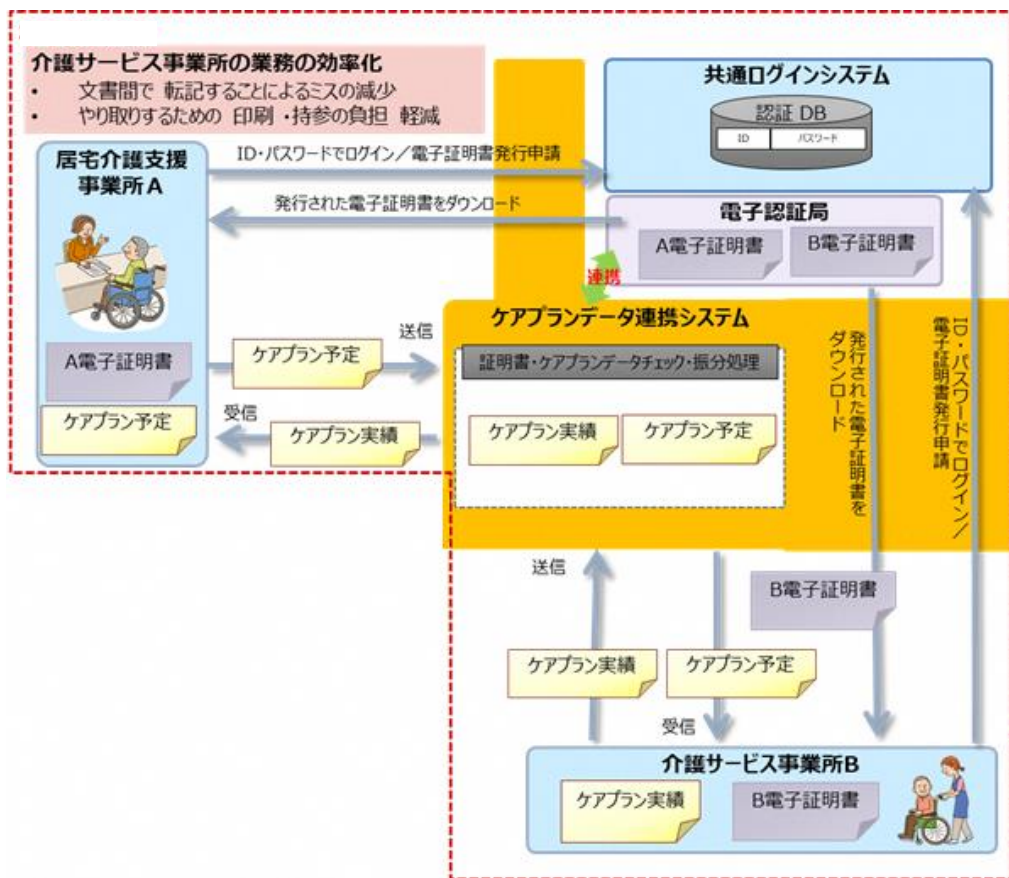 介護サービス事業所の業務の効率化
・ 文書間で 転記することによるミスの減少
・ やり取りするための 印刷 ・持参の負担 軽減
共通ログインシステム
認証 DB
ID
パスワード
居宅介護支援
事業所A
ID・パスワードでログイン／電子証明書発行申請
発行された電子証明書をダウンロード
電子認証局
A電子証明書
B電子証明書
連携
ケアプランデータ連携システム
証明書・ケアプランデータチェック・振分処理
ケアプラン実績
ケアプラン予定
A電子証明書
ケアプラン予定
ケアプラン予定
送信
受信
ケアプラン実績
発行された電子証明書を
ダウンロード
ID・パスワードでログイン／
電子証明書発行申請
送信
B電子証明書
ケアプラン実績
ケアプラン予定
受信
介護サービス事業所B
ケアプラン実績
B電子証明書